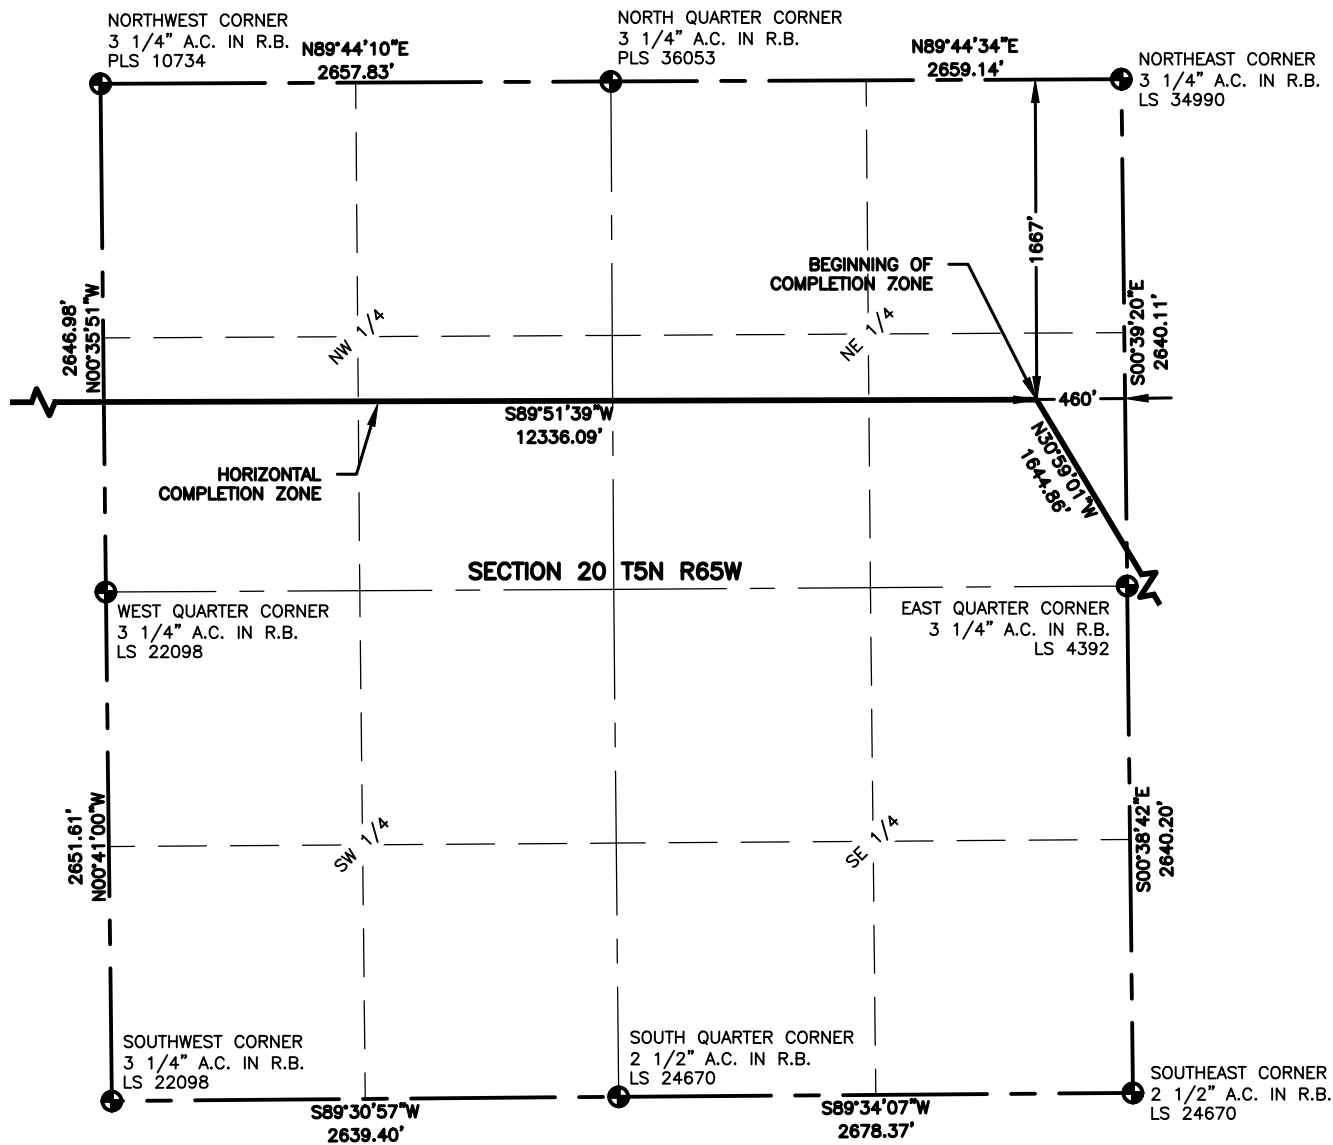 NORTHWEST CORNER
3 1/4" A.C. IN R.B.
PLS 10734
N89°44'10"E
2657.83'
NORTH QUARTER CORNER
3 1/4" A.C. IN R.B.
PLS 36053
N89°44'34"E
2659.14'
NORTHEAST CORNER
3 1/4" A.C. IN R.B.
LS 34990
1667'
BEGINNING OF
COMPLETION ZONE
2646.98'
N00°35'51"W
NW 1/4
NE 1/4
S00°39'20"E
2640.11'
460'
S89°51'39"W
12336.09'
N30°59'01"W
1644.86'
HORIZONTAL
COMPLETION ZONE
SECTION 20 T5N R65W
WEST QUARTER CORNER
3 1/4" A.C. IN R.B.
LS 22098
EAST QUARTER CORNER
3 1/4" A.C. IN R.B.
LS 4392
2651.61'
N00°41'00"W
SW 1/4
SE 1/4
S00°38'42"E
2640.20'
SOUTHWEST CORNER
3 1/4" A.C. IN R.B.
LS 22098
S89°30'57"W
2639.40'
SOUTH QUARTER CORNER
2 1/2" A.C. IN R.B.
LS 24670
S89°34'07"W
2678.37'
SOUTHEAST CORNER
2 1/2" A.C. IN R.B.
LS 24670